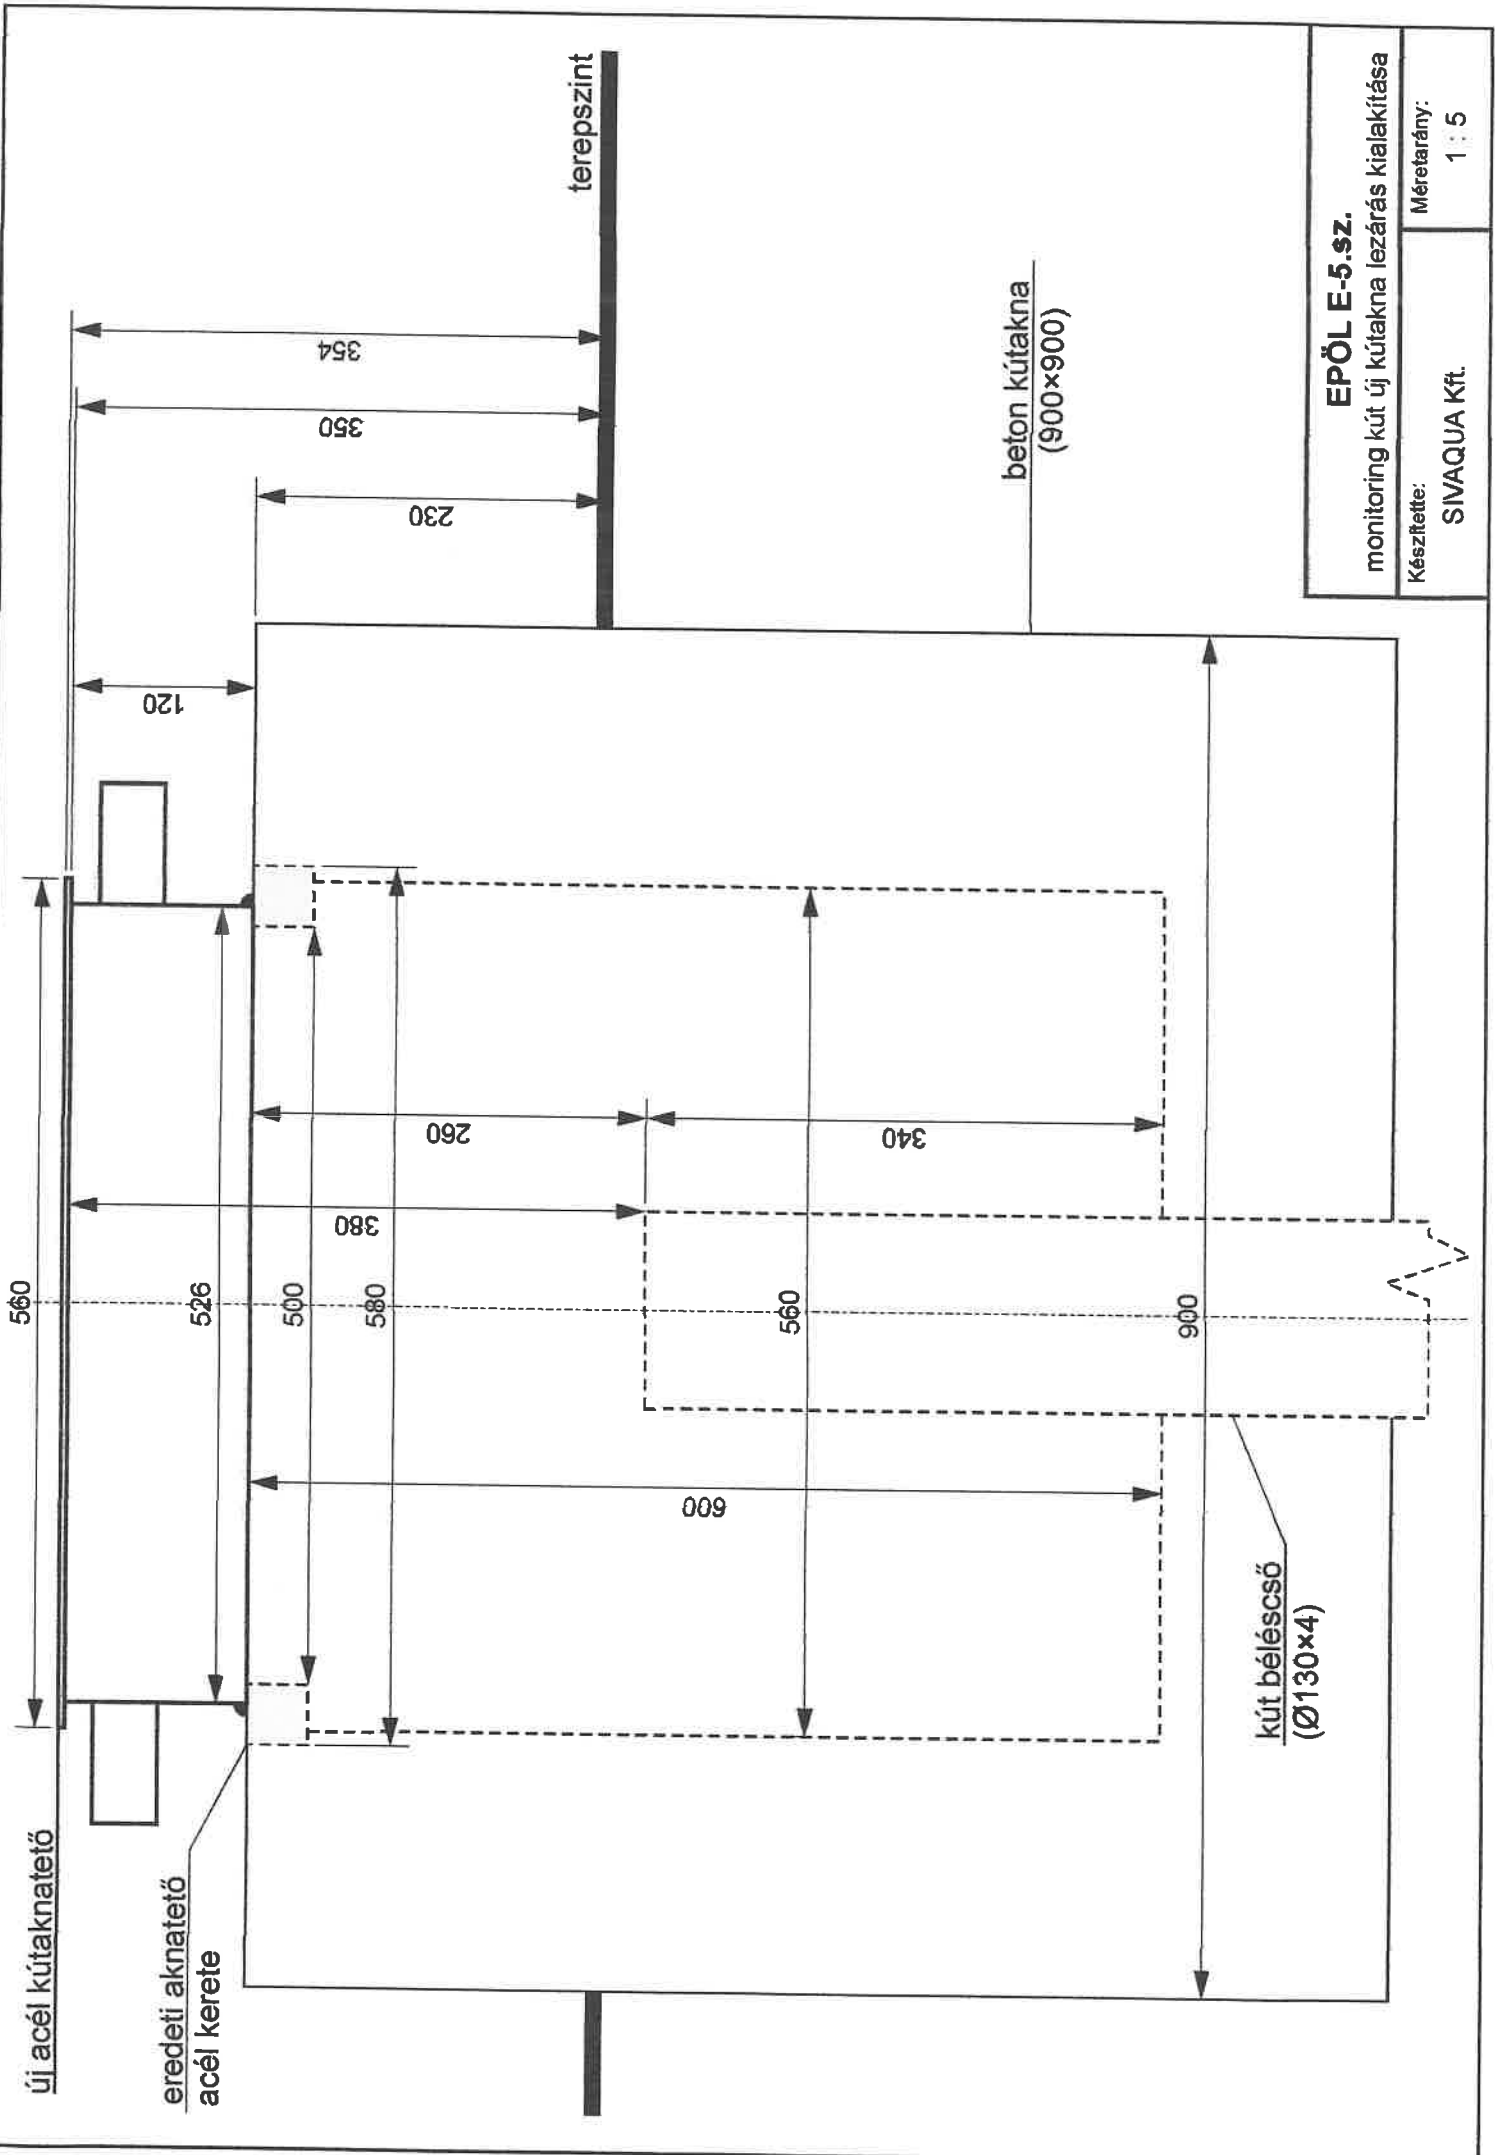 új acél kútaknatető
eredeti aknatető
acél kerete
560
526
500
580
560
900
120
230
350
354
380
260
340
600
terepszint
beton kútakna
(900×900)
kút béléscső
(Ø130×4)
EPÖL E-5.sz.
monitoring kút új kútakna lezárás kialakítása
Készítette:
SIVAQUA Kft.
Méretarány:
1 : 5